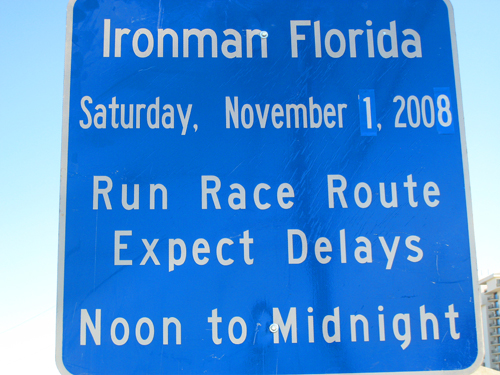 Ironman Florida
Saturday, November 1, 2008
Run Race Route
Expect Delays
Noon to Midnight